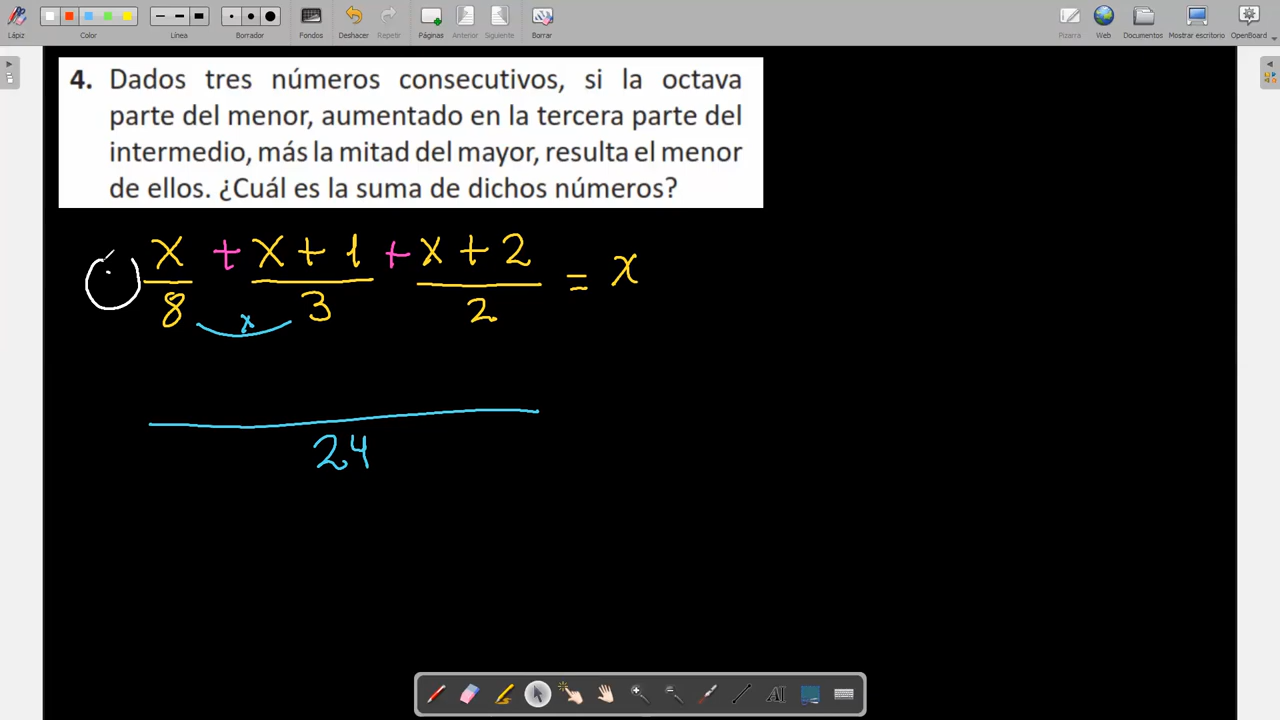 Lápiz Color Línea Borrador Fondos Deshacer Repetir Páginas Anterior Siguiente Borrar Pizarra Web Documentos Mostrar escritorio OpenBoard
4. Dados tres números consecutivos, si la octava
parte del menor, aumentado en la tercera parte del
intermedio, más la mitad del mayor, resulta el menor
de ellos. ¿Cuál es la suma de dichos números?
x + x + 1 + x + 2 = x
8 3 2
x
24
AI